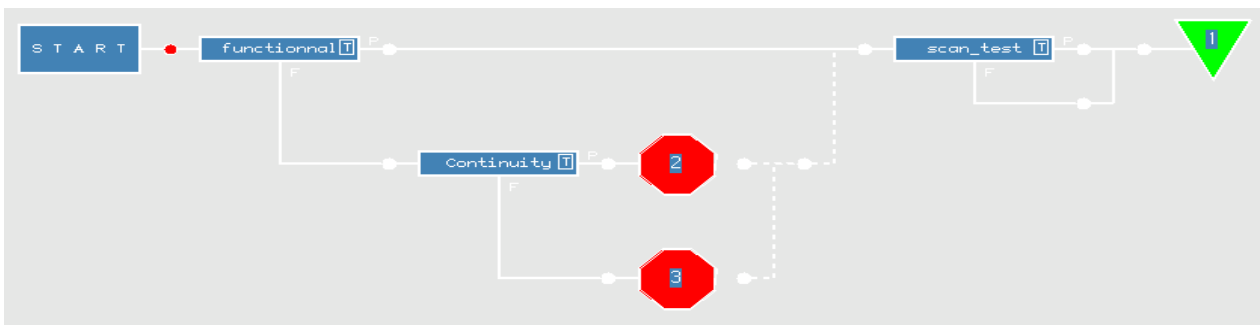 START
functionnal T
P
F
scan_test T
P
F
1
Continuity T
P
F
2
3